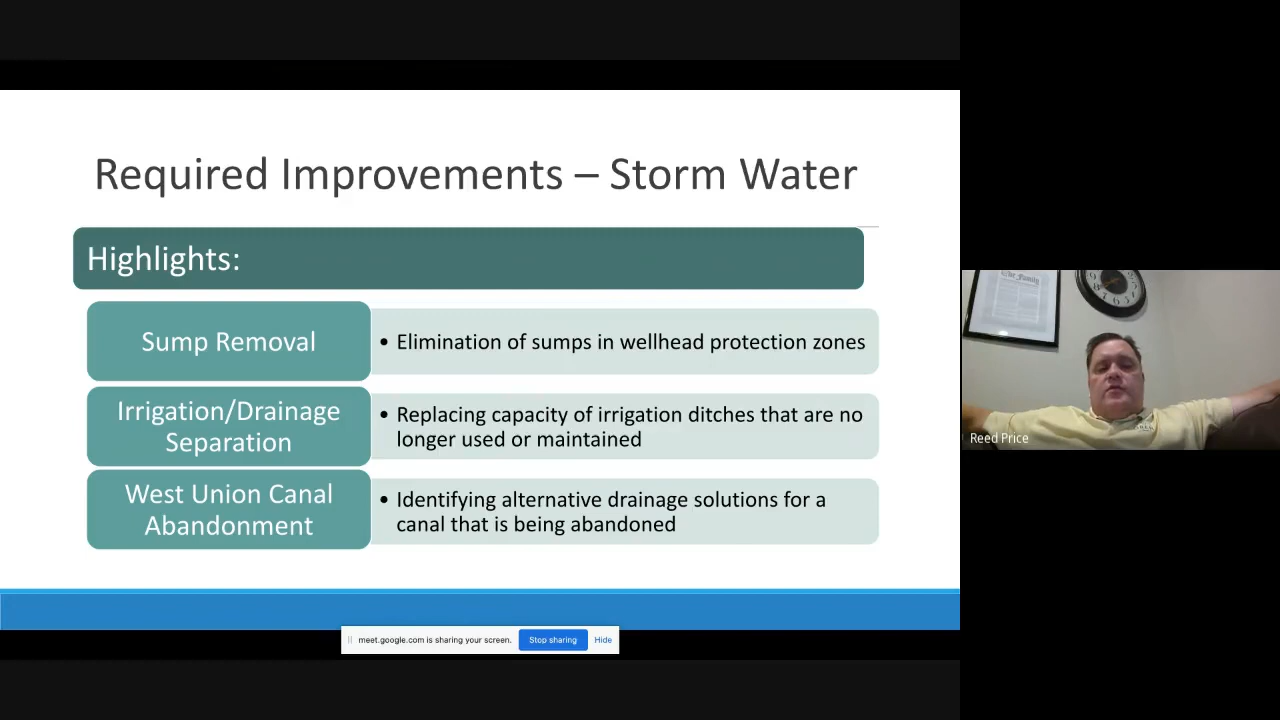 Required Improvements – Storm Water
Highlights:
Sump Removal
• Elimination of sumps in wellhead protection zones
Irrigation/Drainage
Separation
• Replacing capacity of irrigation ditches that are no
longer used or maintained
West Union Canal
Abandonment
• Identifying alternative drainage solutions for a
canal that is being abandoned
meet.google.com is sharing your screen.
Stop sharing
Hide
Reed Price